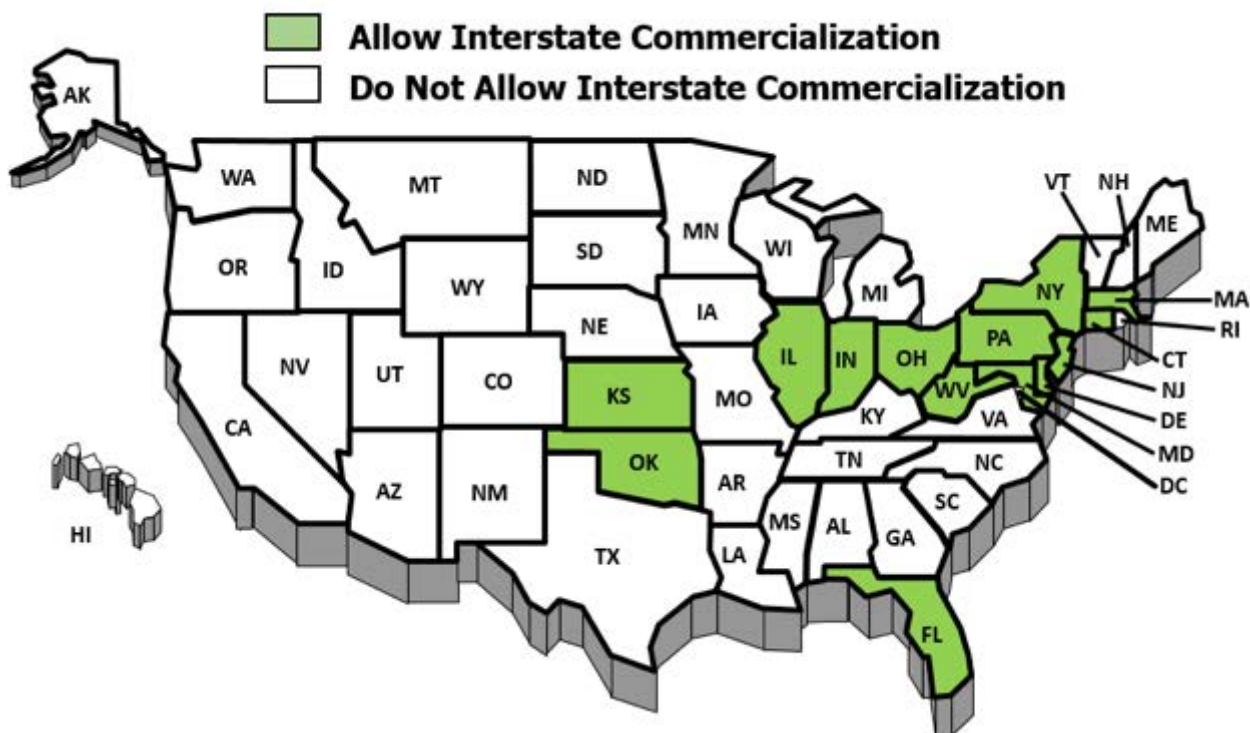 Allow Interstate Commercialization
Do Not Allow Interstate Commercialization
AK
WA
MT
ND
MN
VT
NH
ME
OR
ID
SD
WI
WY
MI
NY
MA
IA
RI
NE
PA
CT
NV
UT
CO
IL
IN
OH
NJ
KS
MO
WV
DE
CA
KY
VA
MD
TN
NC
DC
AZ
NM
OK
AR
SC
HI
MS
AL
GA
TX
LA
FL